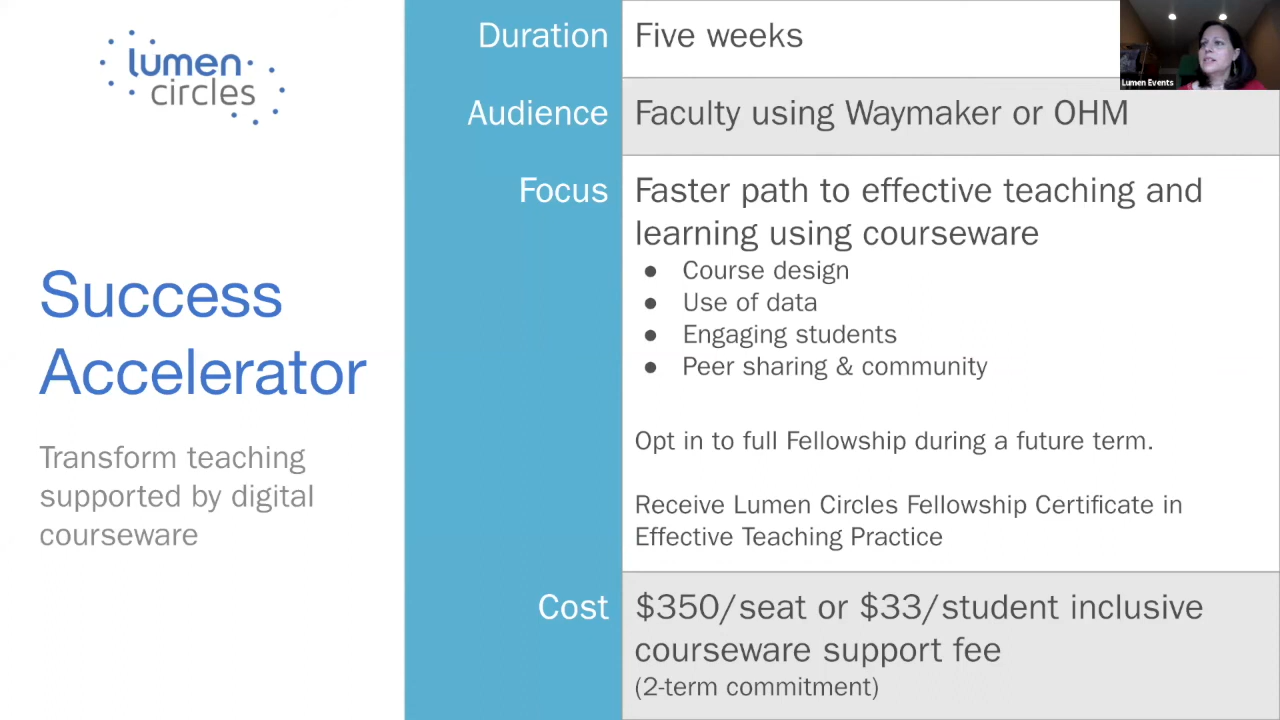 lumen
circles
Success
Accelerator
Transform teaching
supported by digital
courseware
Duration
Five weeks
Audience
Faculty using Waymaker or OHM
Focus
Faster path to effective teaching and
learning using courseware
● Course design
● Use of data
● Engaging students
● Peer sharing & community
Opt in to full Fellowship during a future term.
Receive Lumen Circles Fellowship Certificate in
Effective Teaching Practice
Cost
$350/seat or $33/student inclusive
courseware support fee
(2-term commitment)
Lumen Events